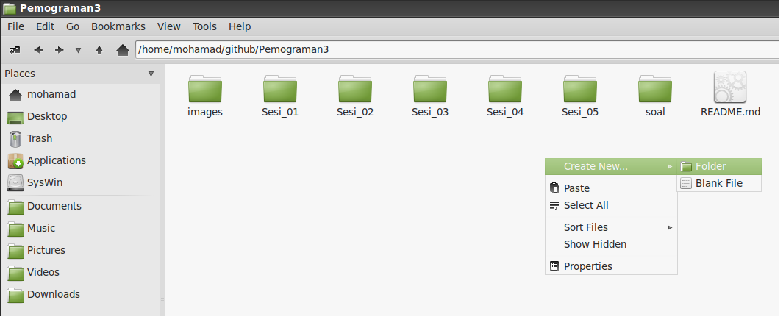 Pemograman3
File Edit Go Bookmarks View Tools Help
/home/mohamad/github/Pemograman3
Places
mohamad
Desktop
Trash
Applications
SysWin
Documents
Music
Pictures
Videos
Downloads
images Sesi_01 Sesi_02 Sesi_03 Sesi_04 Sesi_05 soal README.md
Create New... Folder
Blank File
Paste
Select All
Sort Files
Show Hidden
Properties